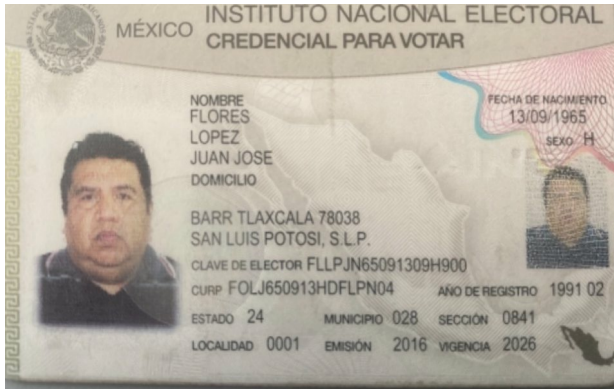 MÉXICO
INSTITUTO NACIONAL ELECTORAL
CREDENCIAL PARA VOTAR
NOMBRE
FLORES
LOPEZ
JUAN JOSE
FECHA DE NACIMIENTO
13/09/1965
SEXO H
DOMICILIO
BARR TLAXCALA 78038
SAN LUIS POTOSI, S.L.P.
CLAVE DE ELECTOR FLLPJN65091309H900
CURP FOLJ650913HDFLPN04 AÑO DE REGISTRO 1991 02
ESTADO 24 MUNICIPIO 028 SECCIÓN 0841
LOCALIDAD 0001 EMISIÓN 2016 VIGENCIA 2026